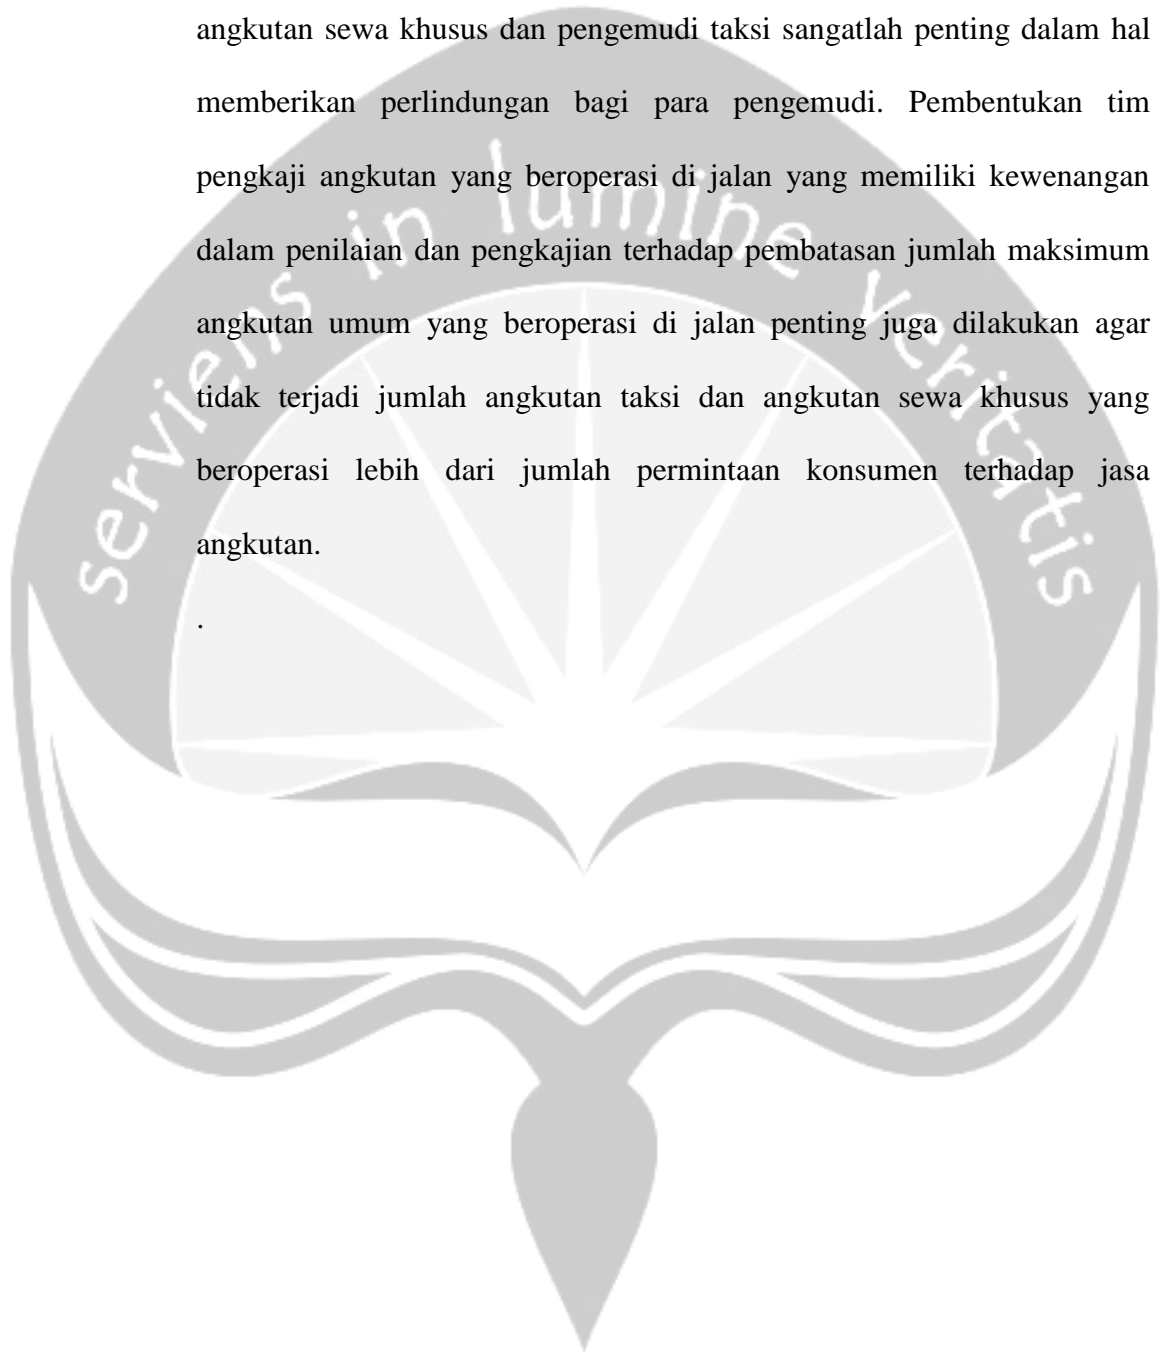 angkutan sewa khusus dan pengemudi taksi sangatlah penting dalam hal
memberikan perlindungan bagi para pengemudi. Pembentukan tim
pengkaji angkutan yang beroperasi di jalan yang memiliki kewenangan
dalam penilaian dan pengkajian terhadap pembatasan jumlah maksimum
angkutan umum yang beroperasi di jalan penting juga dilakukan agar
tidak terjadi jumlah angkutan taksi dan angkutan sewa khusus yang
beroperasi lebih dari jumlah permintaan konsumen terhadap jasa
angkutan.
.
serviens in lumine veritatis